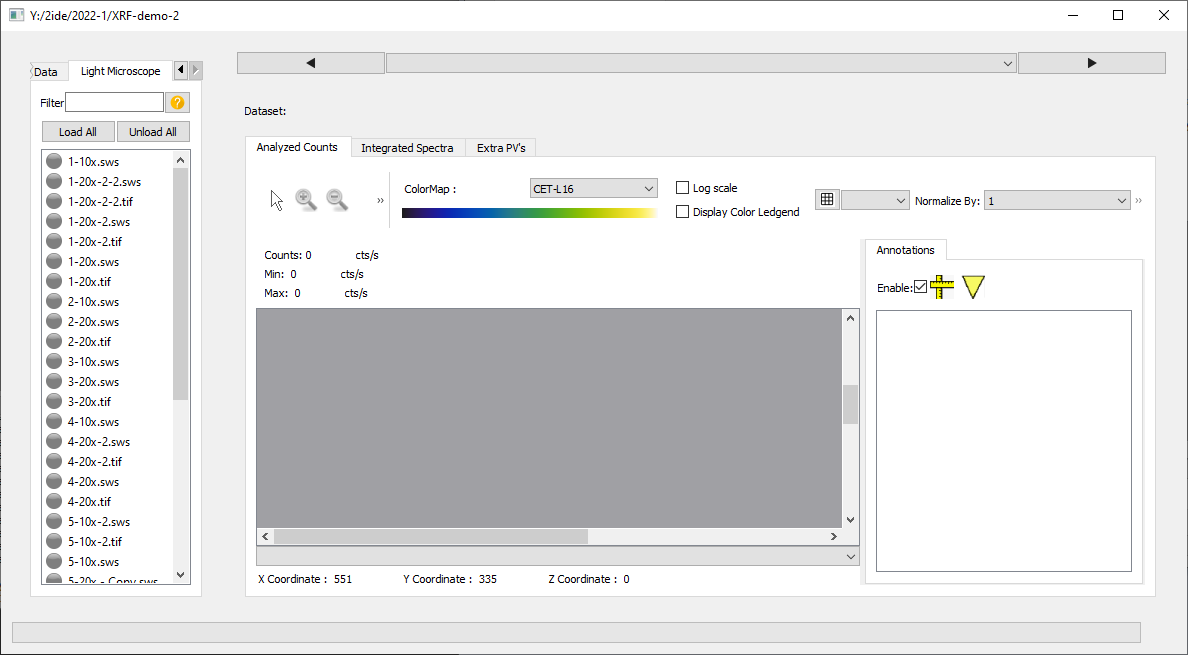 Y:/2ide/2022-1/XRF-demo-2
Data
Light Microscope
Filter
Load All
Unload All
1-10x.sws
1-20x-2-2.sws
1-20x-2-2.tif
1-20x-2.sws
1-20x-2.tif
1-20x.sws
1-20x.tif
2-10x.sws
2-20x.sws
2-20x.tif
3-10x.sws
3-20x.sws
3-20x.tif
4-10x.sws
4-20x-2.sws
4-20x-2.tif
4-20x.sws
4-20x.tif
5-10x-2.sws
5-10x-2.tif
5-10x.sws
5-20x - Copy.sws
Dataset:
Analyzed Counts
Integrated Spectra
Extra PV's
ColorMap :
CET-L16
Log scale
Display Color Ledgend
Normalize By:
1
Counts: 0 cts/s
Min: 0 cts/s
Max: 0 cts/s
Annotations
Enable:
X Coordinate : 551
Y Coordinate : 335
Z Coordinate : 0